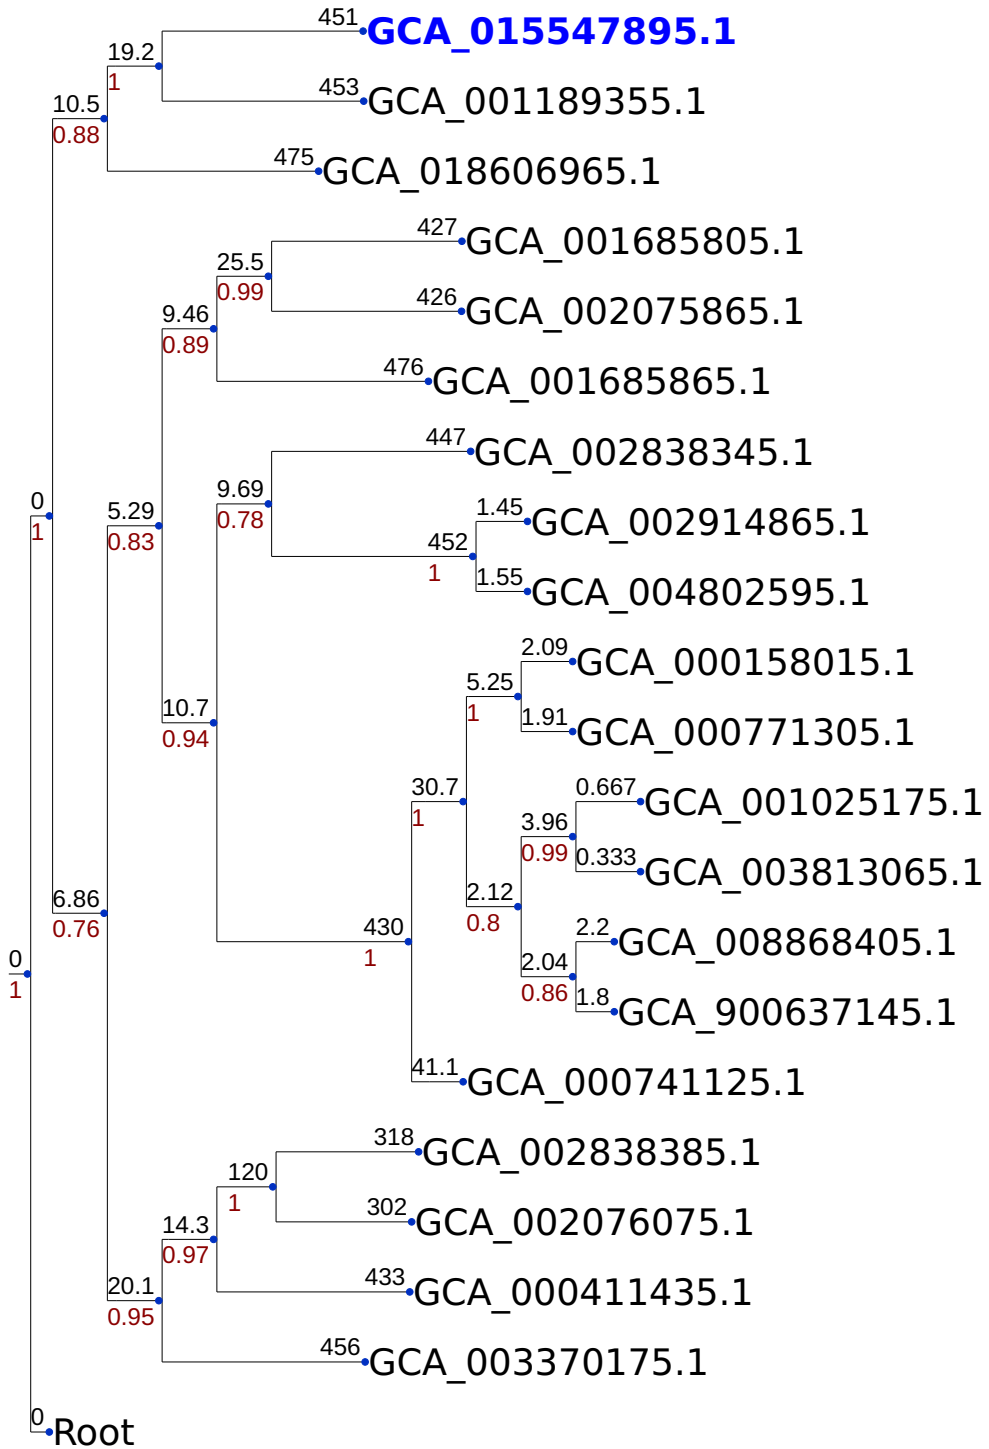 451
GCA_015547895.1
19.2
1
453
GCA_001189355.1
10.5
0.88
475
GCA_018606965.1
427
GCA_001685805.1
25.5
0.99
426
GCA_002075865.1
9.46
0.89
476
GCA_001685865.1
447
GCA_002838345.1
9.69
0.78
0
1
5.29
0.83
1.45
GCA_002914865.1
452
1
1.55
GCA_004802595.1
2.09
GCA_000158015.1
5.25
1
1.91
GCA_000771305.1
10.7
0.94
30.7
1
0.667
GCA_001025175.1
3.96
0.99
0.333
GCA_003813065.1
6.86
0.76
2.12
0.8
430
1
2.2
GCA_008868405.1
2.04
0.86
1.8
GCA_900637145.1
0
1
41.1
GCA_000741125.1
318
GCA_002838385.1
120
1
302
GCA_002076075.1
14.3
0.97
433
GCA_000411435.1
20.1
0.95
456
GCA_003370175.1
0
Root